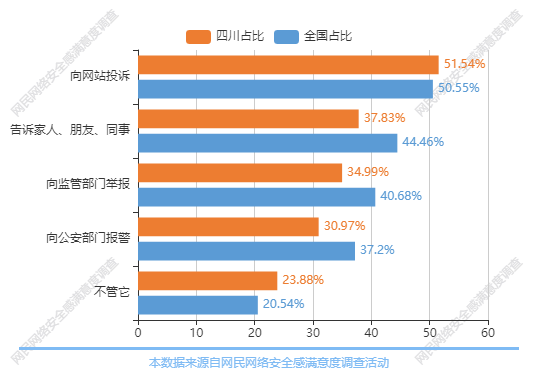 四川占比 全国占比
向网站投诉 51.54%
50.55%
告诉家人、朋友、同事 37.83%
44.46%
向监管部门举报 34.99%
40.68%
向公安部门报警 30.97%
37.2%
不管它 23.88%
20.54%
0 10 20 30 40 50 60
本数据来源自网民网络安全感满意度调查活动
网民网络安全感满意度调查
网民网络安全感满意度调查
网民网络安全感满意度调查
网民网络安全感满意度调查